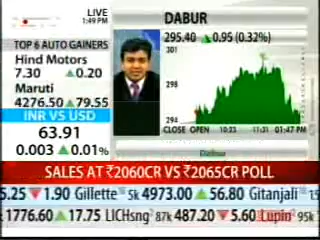 LIVE
1:49 PM
TOP 6 AUTO GAINERS
Hind Motors
7.30 ▲0.20
Maruti
4276.50 ▲79.55
INR VS USD
63.91
0.003 ▲0.01%
DABUR
295.40 ▲0.95 (0.32%)
301
298
294
CLOSE OPEN 10:23 11:31 01:47 PM
Dabur
SALES AT ₹2060CR VS ₹2065CR POLL
5.25 ▼1.90 Gillette 5k 4973.00 ▲56.80 Gitanjali
1776.60 ▲17.75 LICHsng 87k 487.20 ▼5.60 Lupin 95k